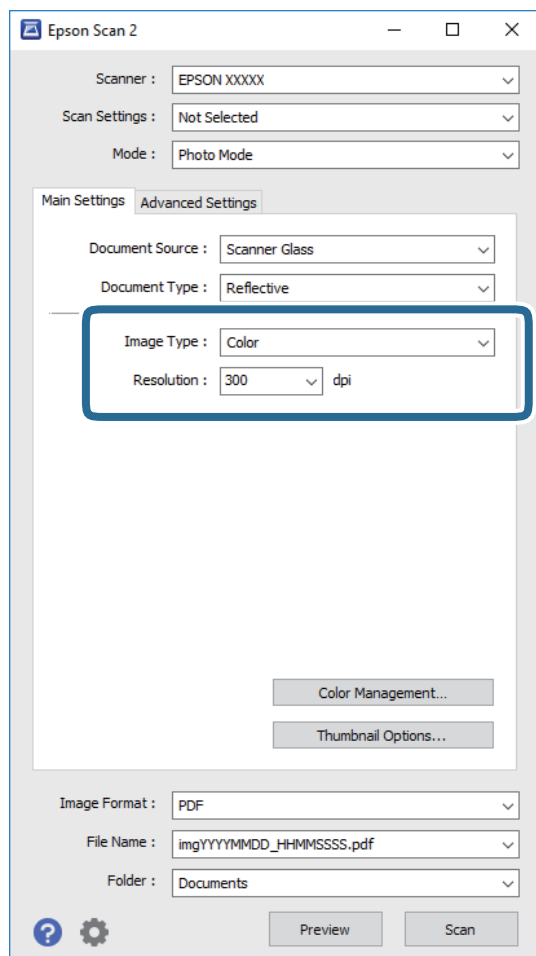 Epson Scan 2
Scanner : EPSON XXXXX
Scan Settings : Not Selected
Mode : Photo Mode
Main Settings Advanced Settings
Document Source : Scanner Glass
Document Type : Reflective
Image Type : Color
Resolution : 300 dpi
Color Management...
Thumbnail Options...
Image Format : PDF
File Name : imgYYYYMMDD_HHMMSSSS.pdf
Folder : Documents
? Preview Scan